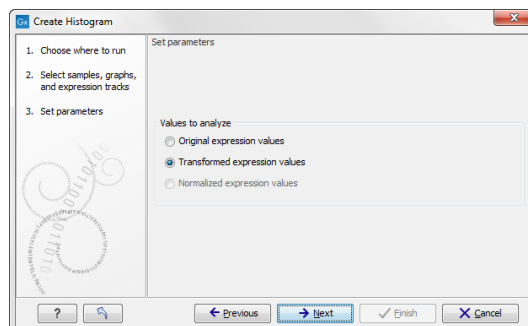 Create Histogram
1. Choose where to run
2. Select samples, graphs,
and expression tracks
3. Set parameters
Set parameters
Values to analyze
Original expression values
Transformed expression values
Normalized expression values
?
Previous
Next
Finish
Cancel